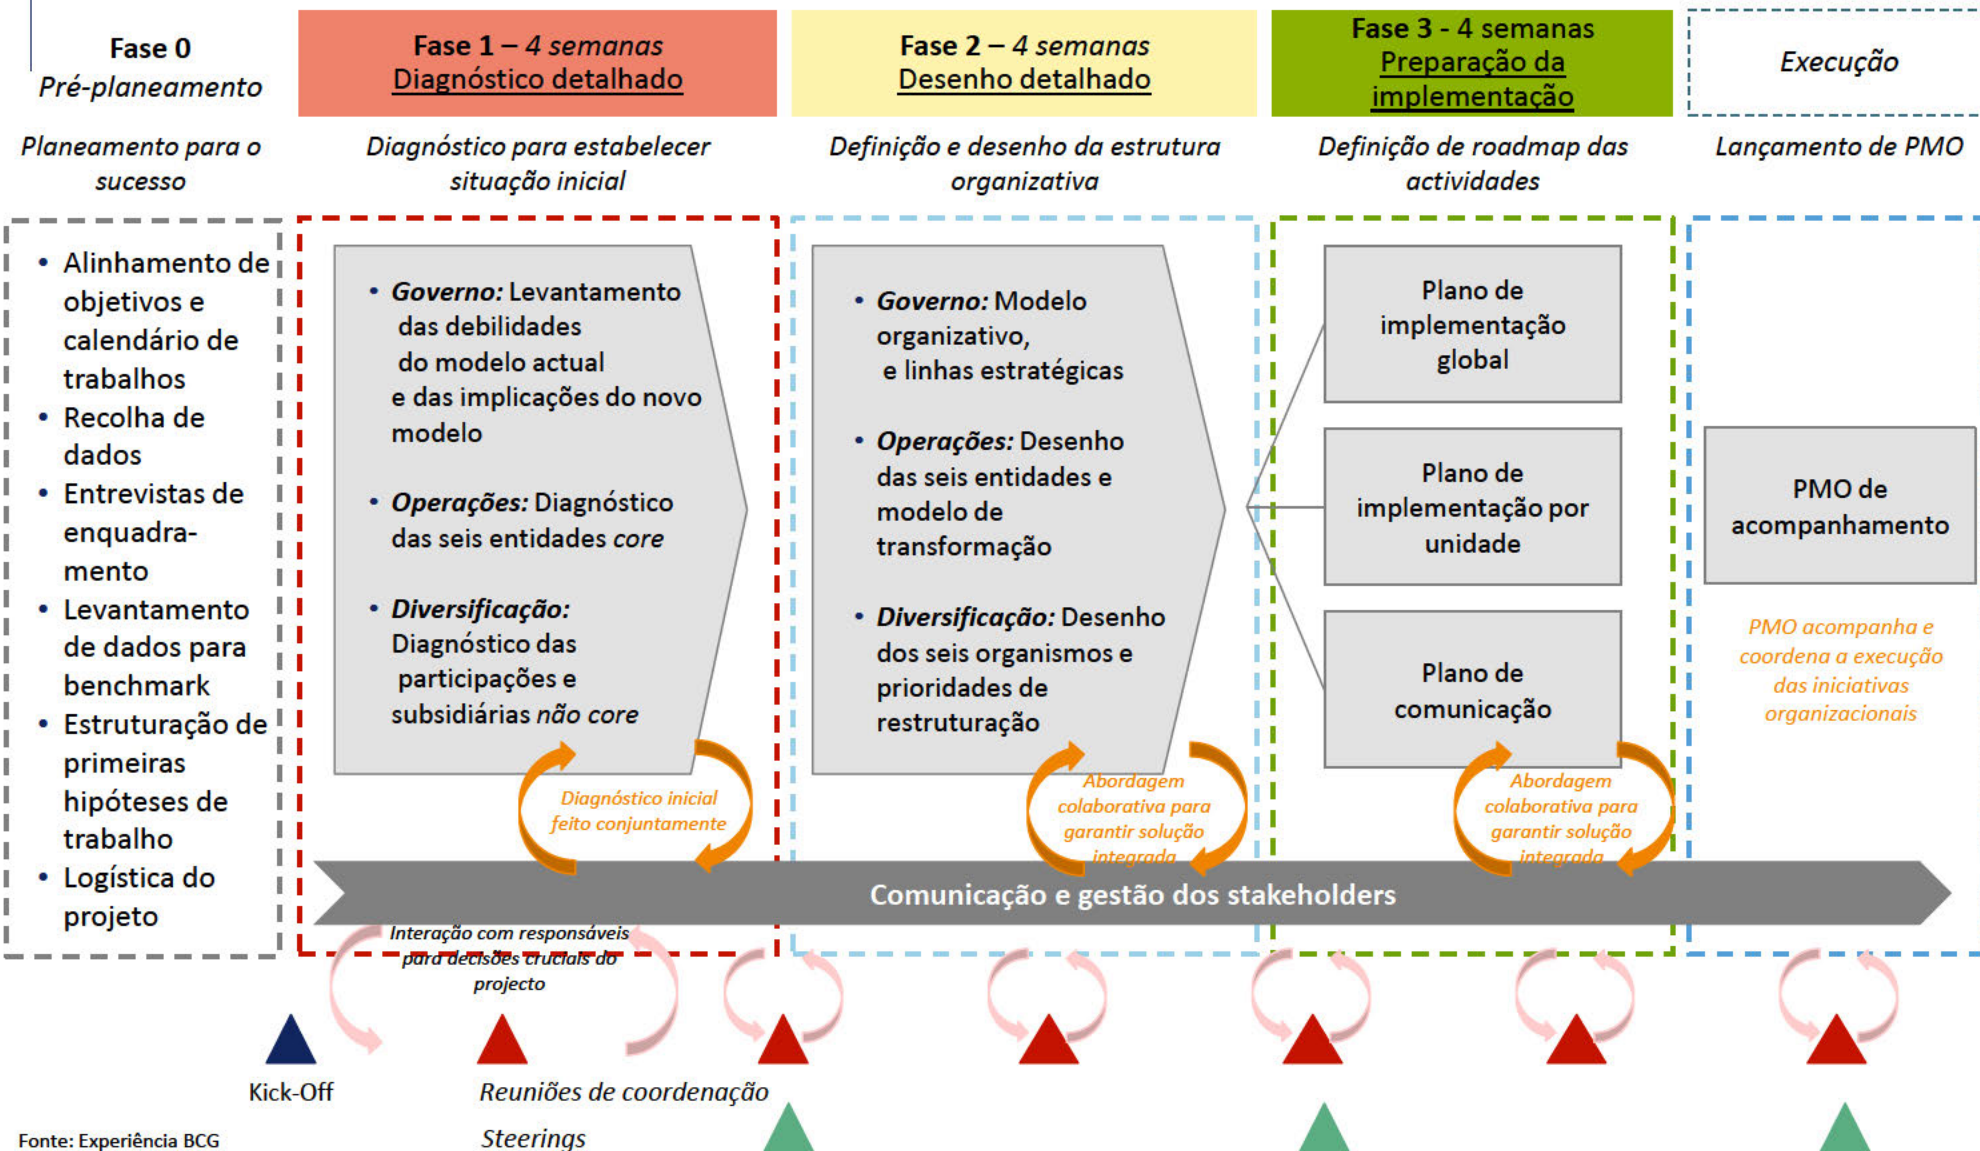 Fase 0
Pré-planeamento
Planeamento para o
sucesso
• Alinhamento de
objetivos e
calendário de
trabalhos
• Recolha de
dados
• Entrevistas de
enquadra-
mento
• Levantamento
de dados para
benchmark
• Estruturação de
primeiras
hipóteses de
trabalho
• Logística do
projeto
Fase 1 – 4 semanas
Diagnóstico detalhado
Diagnóstico para estabelecer
situação inicial
• Governo: Levantamento
das debilidades
do modelo actual
e das implicações do novo
modelo
• Operações: Diagnóstico
das seis entidades core
• Diversificação:
Diagnóstico das
participações e
subsidiárias não core
Diagnóstico inicial
feito conjuntamente
Fase 2 – 4 semanas
Desenho detalhado
Definição e desenho da estrutura
organizativa
• Governo: Modelo
organizativo,
e linhas estratégicas
• Operações: Desenho
das seis entidades e
modelo de
transformação
• Diversificação: Desenho
dos seis organismos e
prioridades de
restruturação
Abordagem
colaborativa para
garantir solução
integrada
Fase 3 - 4 semanas
Preparação da
implementação
Definição de roadmap das
actividades
Plano de
implementação
global
Plano de
implementação por
unidade
Plano de
comunicação
Abordagem
colaborativa para
garantir solução
integrada
Execução
Lançamento de PMO
PMO de
acompanhamento
PMO acompanha e
coordena a execução
das iniciativas
organizacionais
Comunicação e gestão dos stakeholders
Interação com responsáveis
para decisões cruciais do
projecto
Kick-Off
Reuniões de coordenação
Steerings
Fonte: Experiência BCG